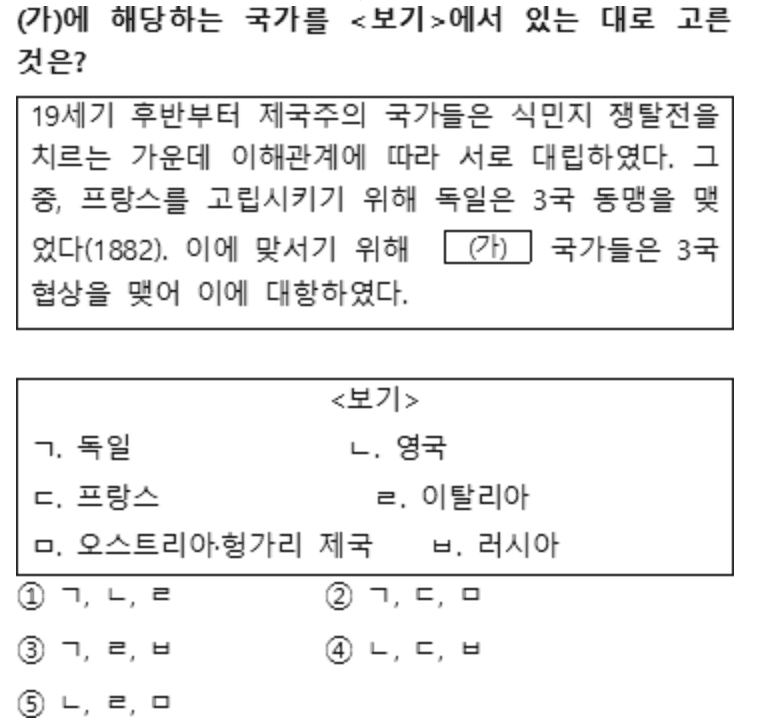 (가)에 해당하는 국가를 <보기>에서 있는 대로 고른
것은?
19세기 후반부터 제국주의 국가들은 식민지 쟁탈전을
치르는 가운데 이해관계에 따라 서로 대립하였다. 그
중, 프랑스를 고립시키기 위해 독일은 3국 동맹을 맺
었다(1882). 이에 맞서기 위해 (가) 국가들은 3국
협상을 맺어 이에 대항하였다.
<보기>
ㄱ. 독일 ㄴ. 영국
ㄷ. 프랑스 ㄹ. 이탈리아
ㅁ. 오스트리아·헝가리 제국 ㅂ. 러시아
① ㄱ, ㄴ, ㄹ ② ㄱ, ㄷ, ㅁ
③ ㄱ, ㄹ, ㅂ ④ ㄴ, ㄷ, ㅂ
⑤ ㄴ, ㄹ, ㅁ